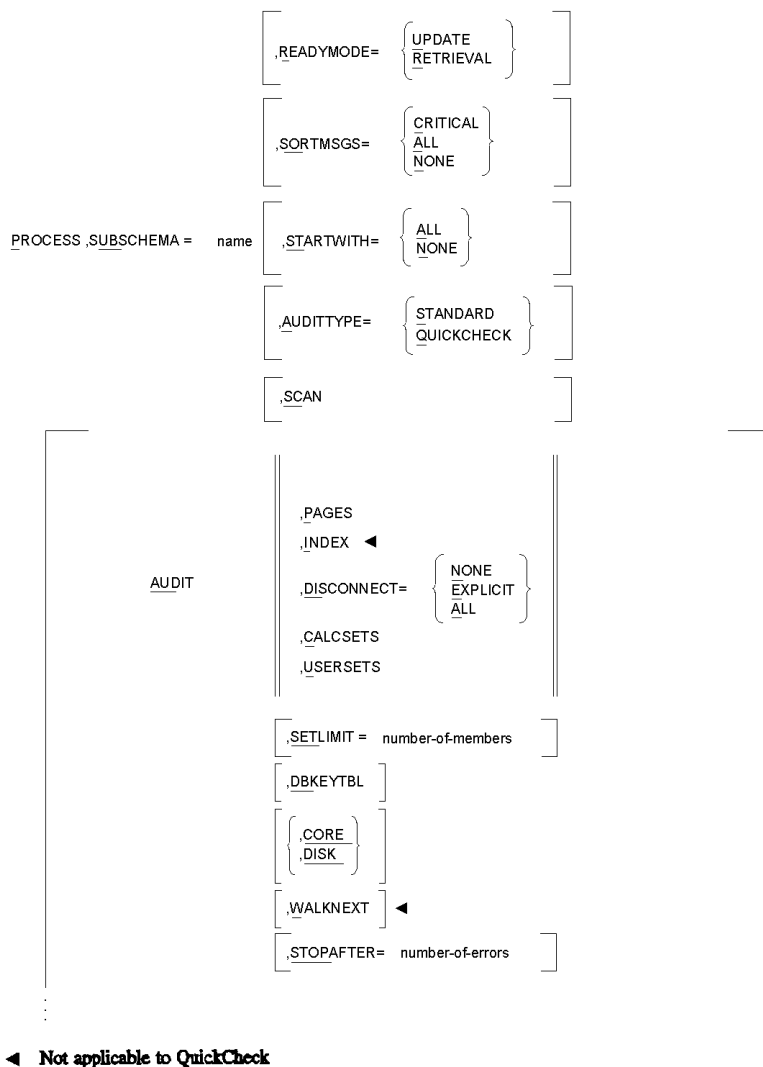 ,READYMODE=
UPDATE
RETRIEVAL
,SORTMSGS=
CRITICAL
ALL
NONE
PROCESS ,SUBSCHEMA = name ,STARTWITH=
ALL
NONE
,AUDITTYPE=
STANDARD
QUICKCHECK
,SCAN
,PAGES
,INDEX ◄
AUDIT ,DISCONNECT=
NONE
EXPLICIT
ALL
,CALCSETS
,USERSETS
,SETLIMIT = number-of-members
,DBKEYTBL
,CORE
,DISK
,WALKNEXT ◄
,STOPAFTER= number-of-errors
◄ Not applicable to QuickCheck